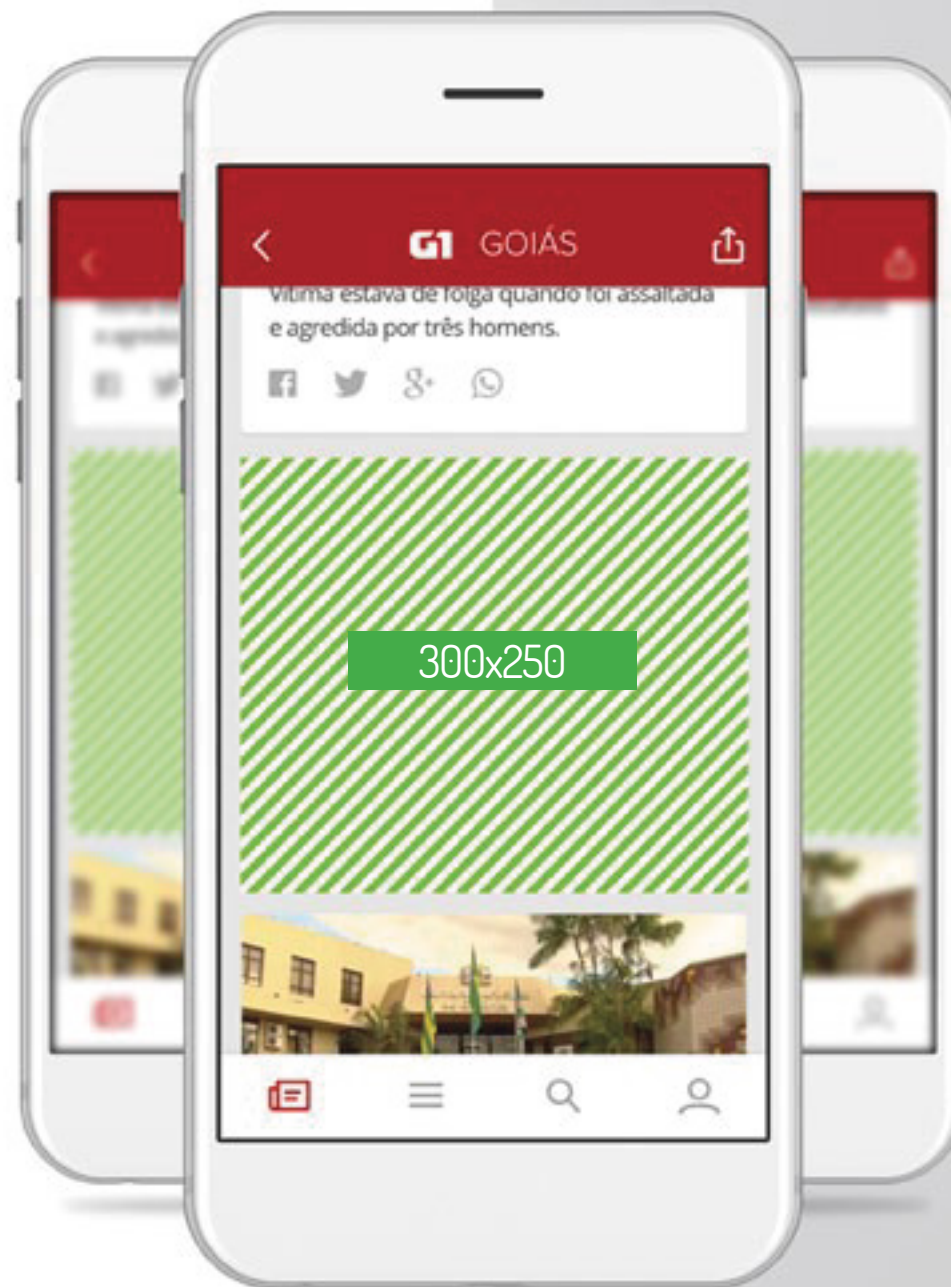 G1 GOIÁS
Vítima estava de folga quando foi assaltada
e agredida por três homens.
300x250